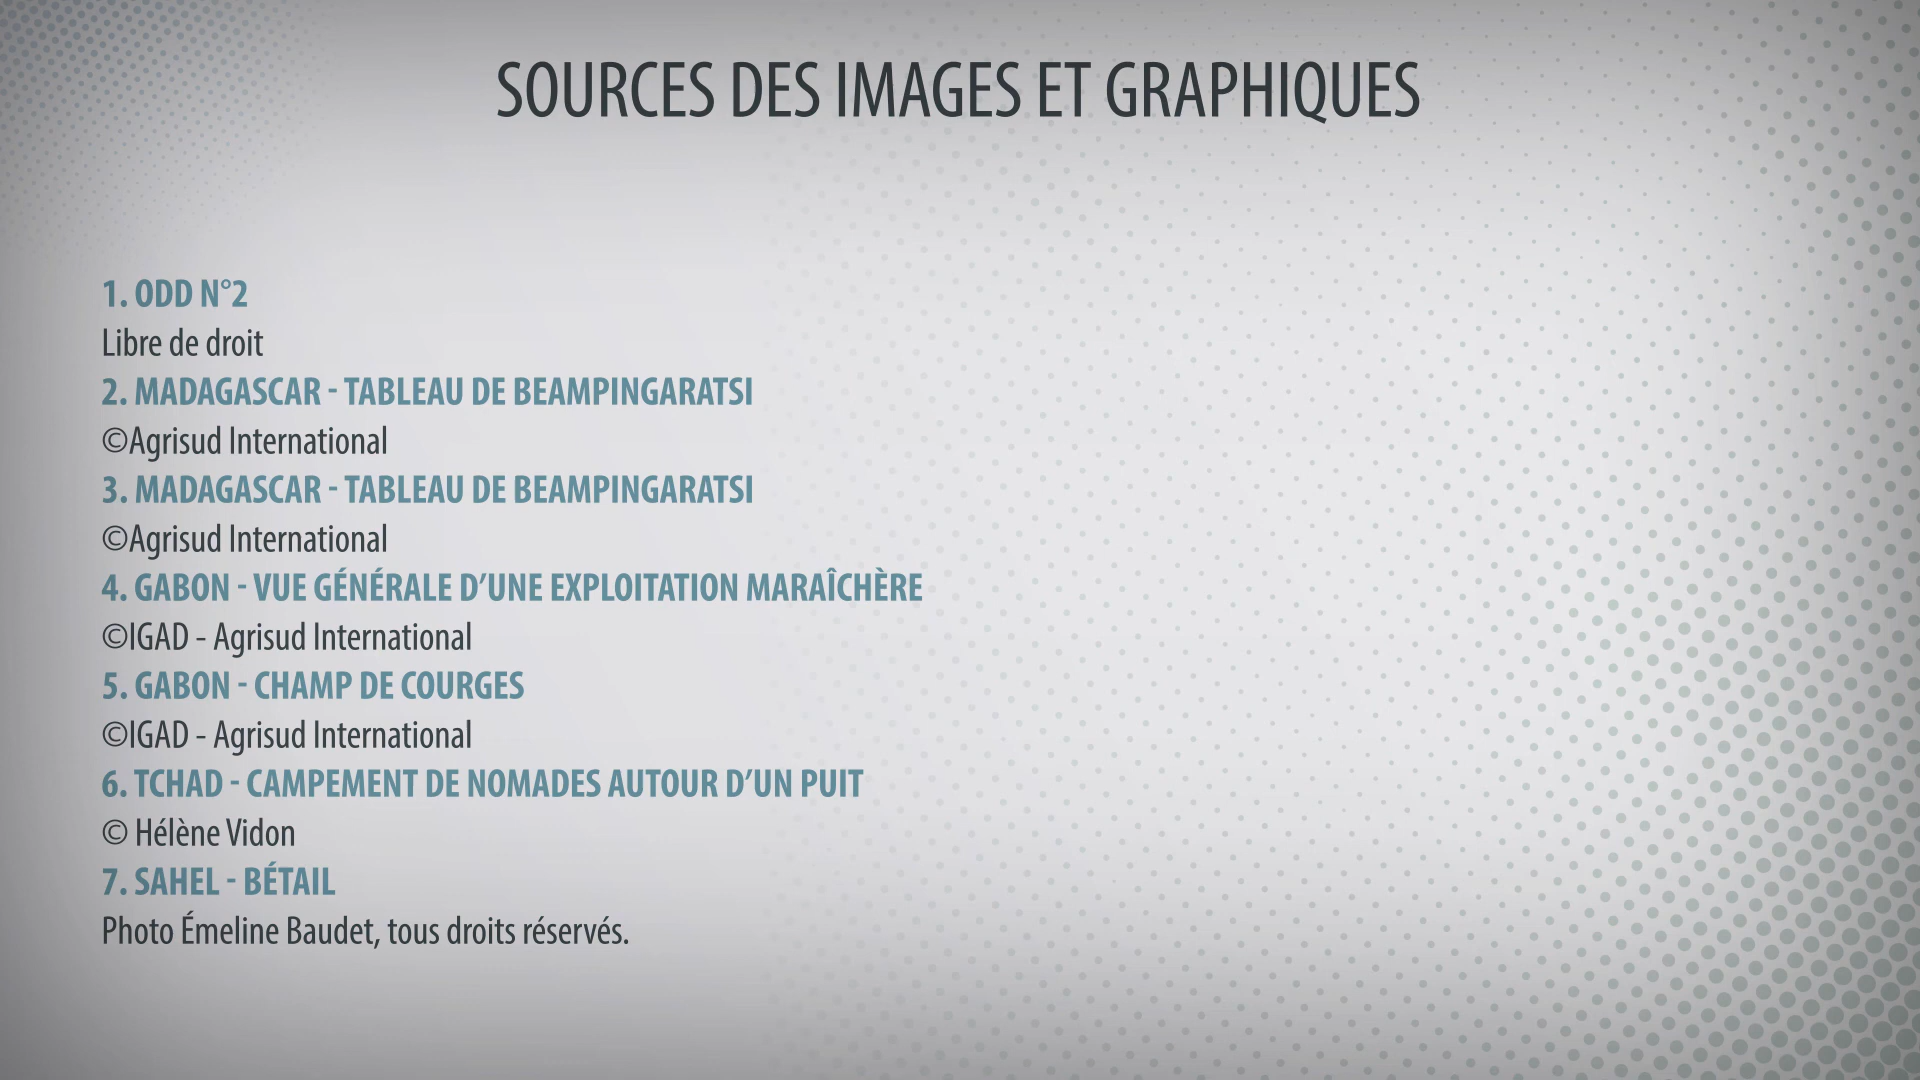 SOURCES DES IMAGES ET GRAPHIQUES
1. ODD N°2
Libre de droit
2. MADAGASCAR - TABLEAU DE BEAMPINGARATSI
©Agrisud International
3. MADAGASCAR - TABLEAU DE BEAMPINGARATSI
©Agrisud International
4. GABON - VUE GÉNÉRALE D’UNE EXPLOITATION MARAÎCHÈRE
©IGAD - Agrisud International
5. GABON - CHAMP DE COURGES
©IGAD - Agrisud International
6. TCHAD - CAMPEMENT DE NOMADES AUTOUR D’UN PUIT
© Hélène Vidon
7. SAHEL - BÉTAIL
Photo Émeline Baudet, tous droits réservés.